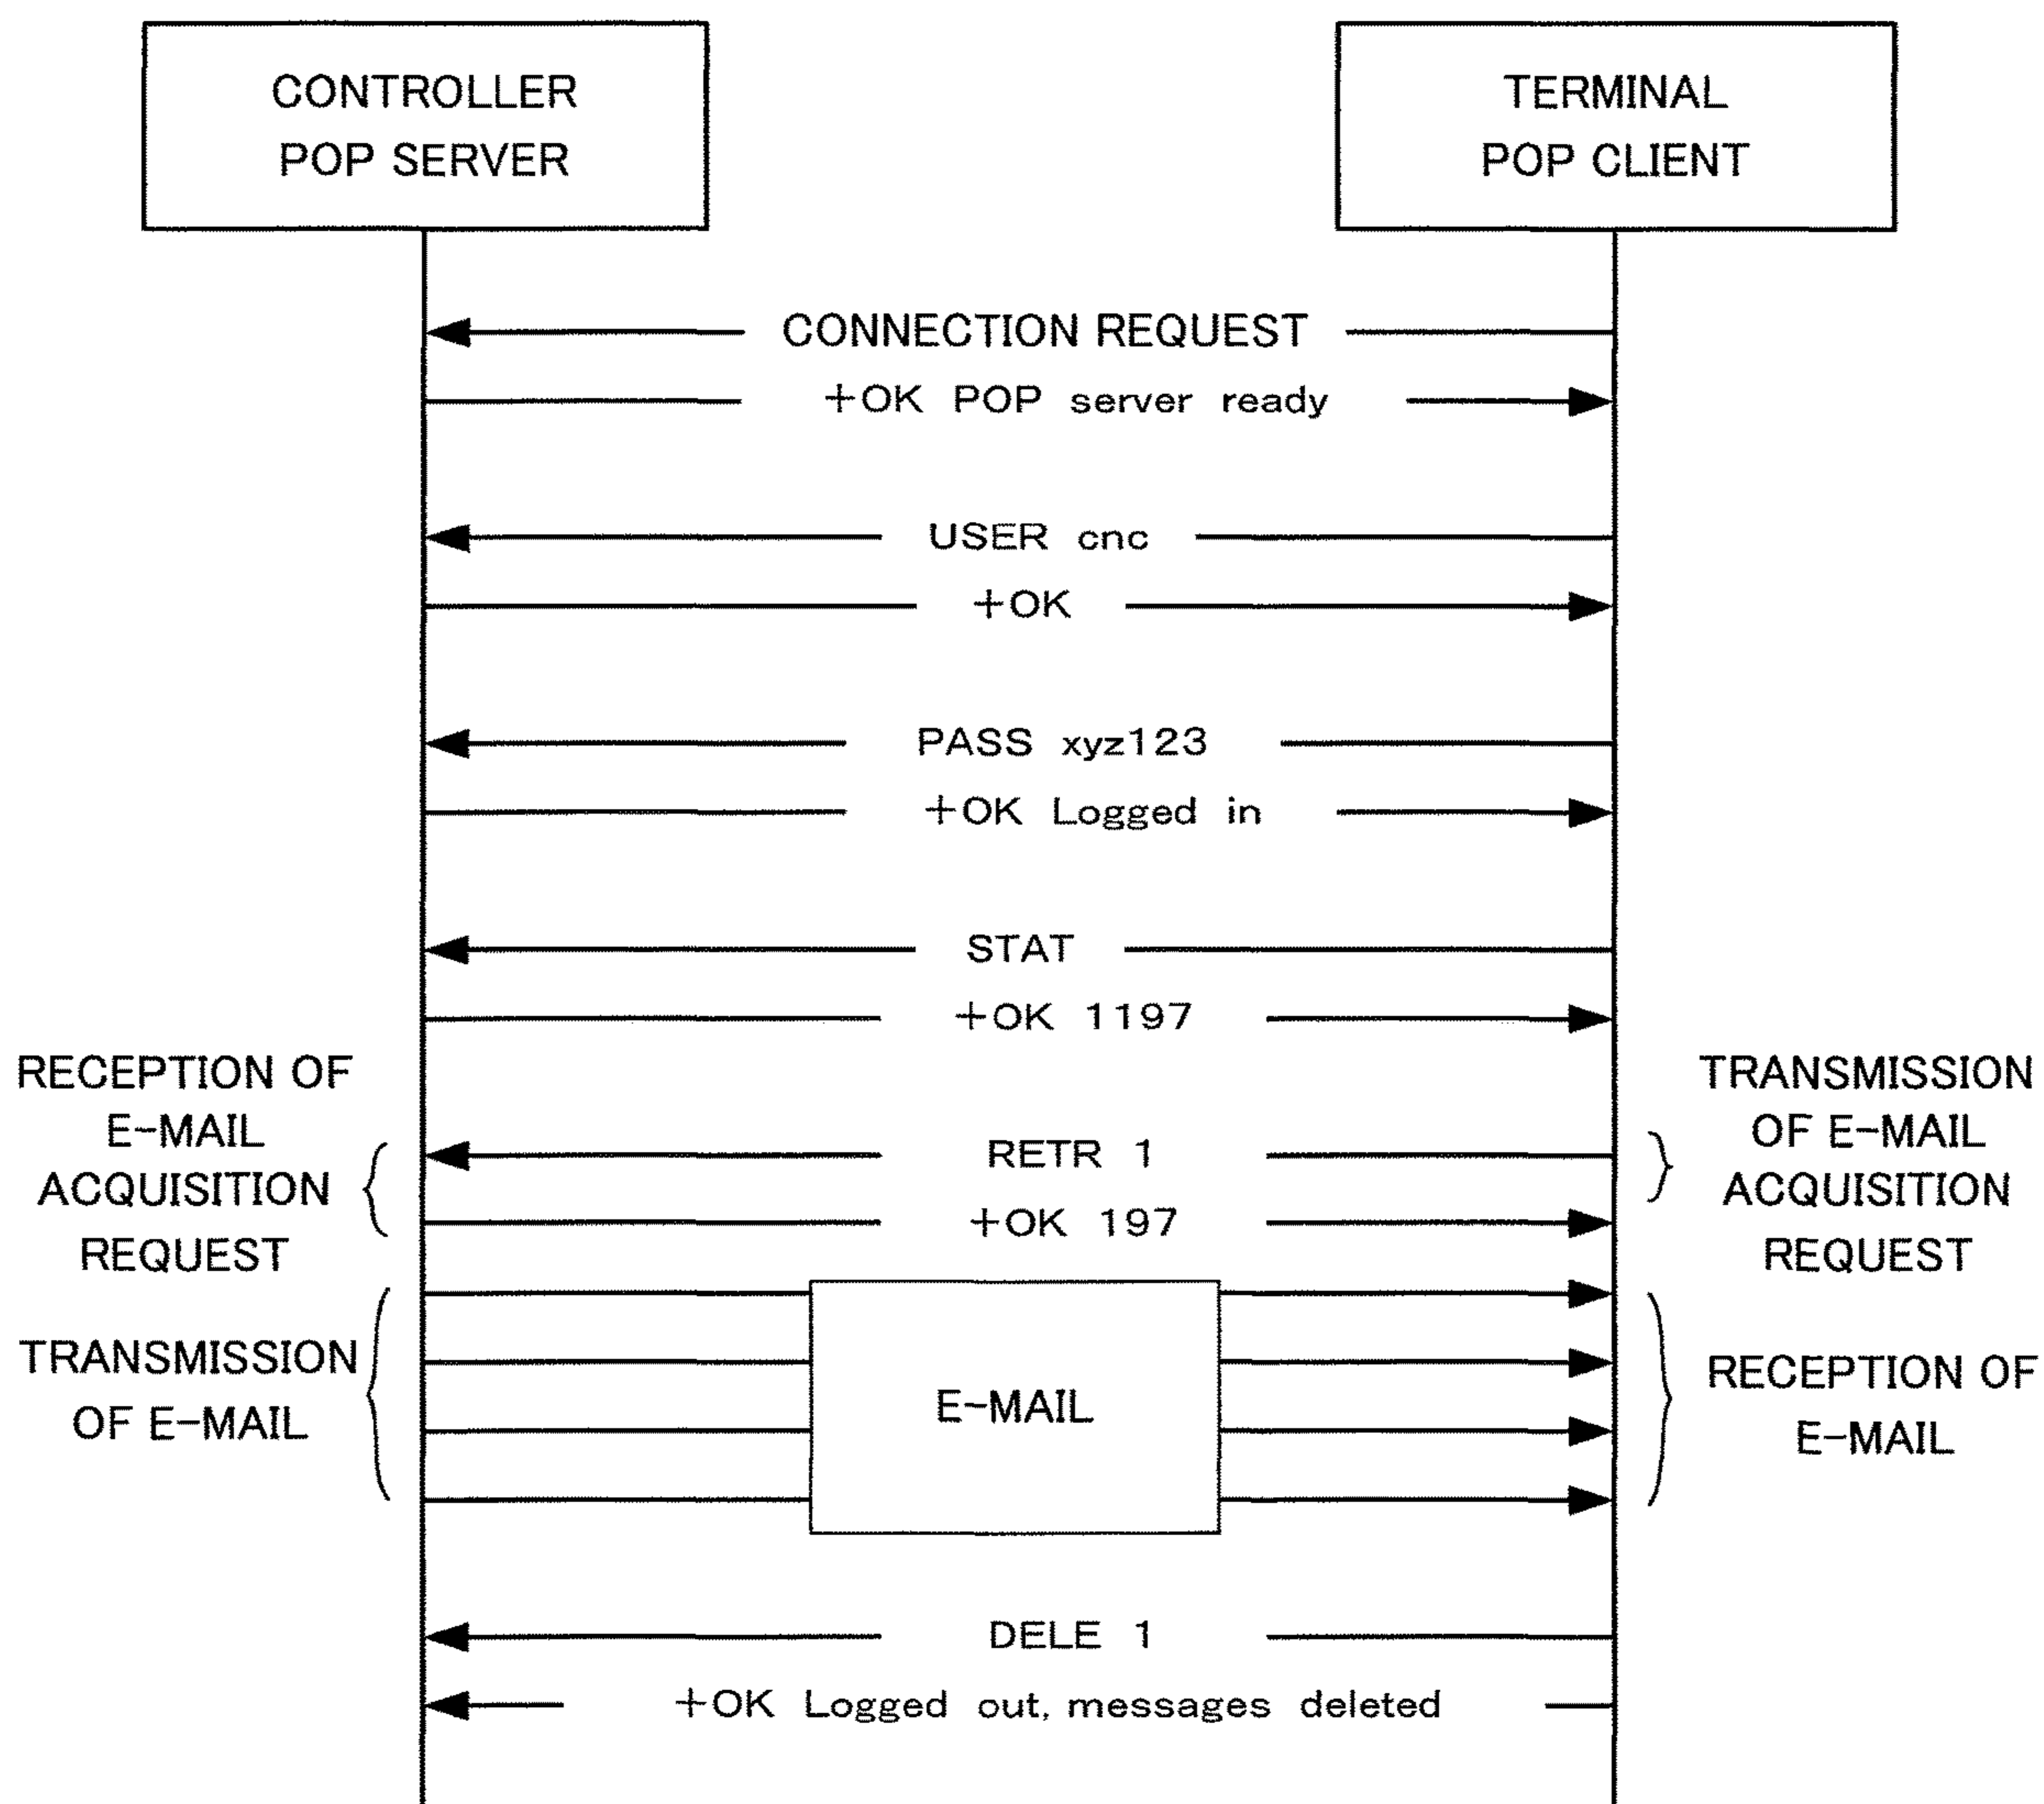 CONTROLLER
POP SERVER
TERMINAL
POP CLIENT
CONNECTION REQUEST
+OK POP server ready
USER cnc
+OK
PASS xyz123
+OK Logged in
STAT
+OK 1197
RECEPTION OF
E-MAIL
ACQUISITION
REQUEST
RETR 1
+OK 197
TRANSMISSION
OF E-MAIL
ACQUISITION
REQUEST
TRANSMISSION
OF E-MAIL
E-MAIL
RECEPTION OF
E-MAIL
DELE 1
+OK Logged out, messages deleted